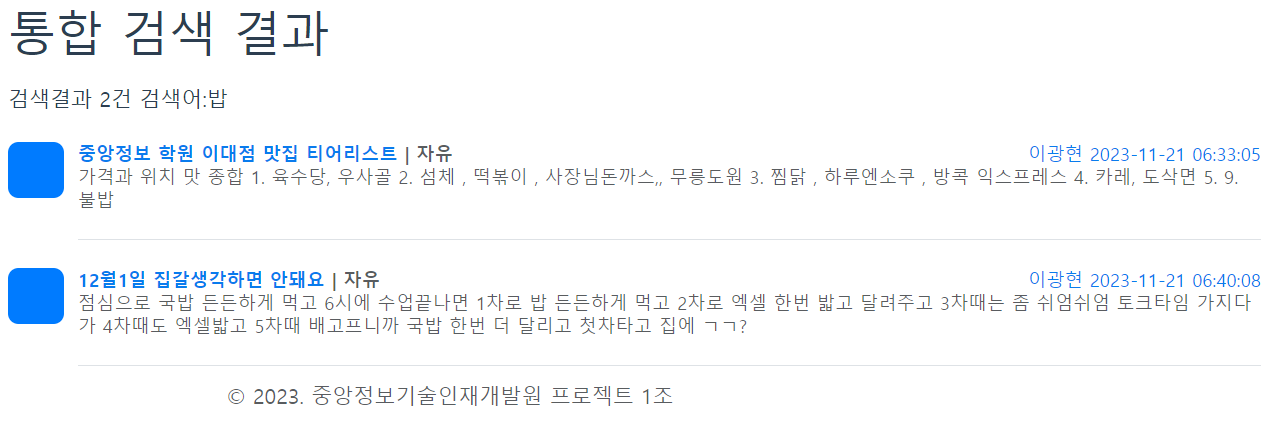 통합 검색 결과
검색결과 2건 검색어:밥
중앙정보 학원 이대점 맛집 티어리스트 | 자유 이광현 2023-11-21 06:33:05
가격과 위치 맛 종합 1. 육수당, 우사골 2. 섬체 , 떡볶이 , 사장님돈까스,, 무릉도원 3. 찜닭 , 하루엔소쿠 , 방콕 익스프레스 4. 카레, 도삭면 5. 9.
불밥
12월1일 집갈생각하면 안돼요 | 자유 이광현 2023-11-21 06:40:08
점심으로 국밥 든든하게 먹고 6시에 수업끝나면 1차로 밥 든든하게 먹고 2차로 엑셀 한번 밟고 달려주고 3차때는 좀 쉬엄쉬엄 토크타임 가지다
가 4차때도 엑셀밟고 5차때 배고프니까 국밥 한번 더 달리고 첫차타고 집에 ㄱㄱ?
© 2023. 중앙정보기술인재개발원 프로젝트 1조